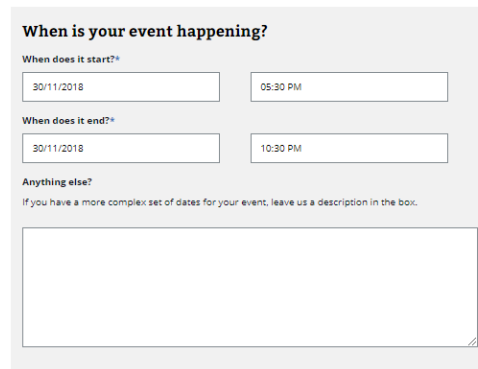 When is your event happening?
When does it start?*
30/11/2018 05:30 PM
When does it end?*
30/11/2018 10:30 PM
Anything else?
If you have a more complex set of dates for your event, leave us a description in the box.